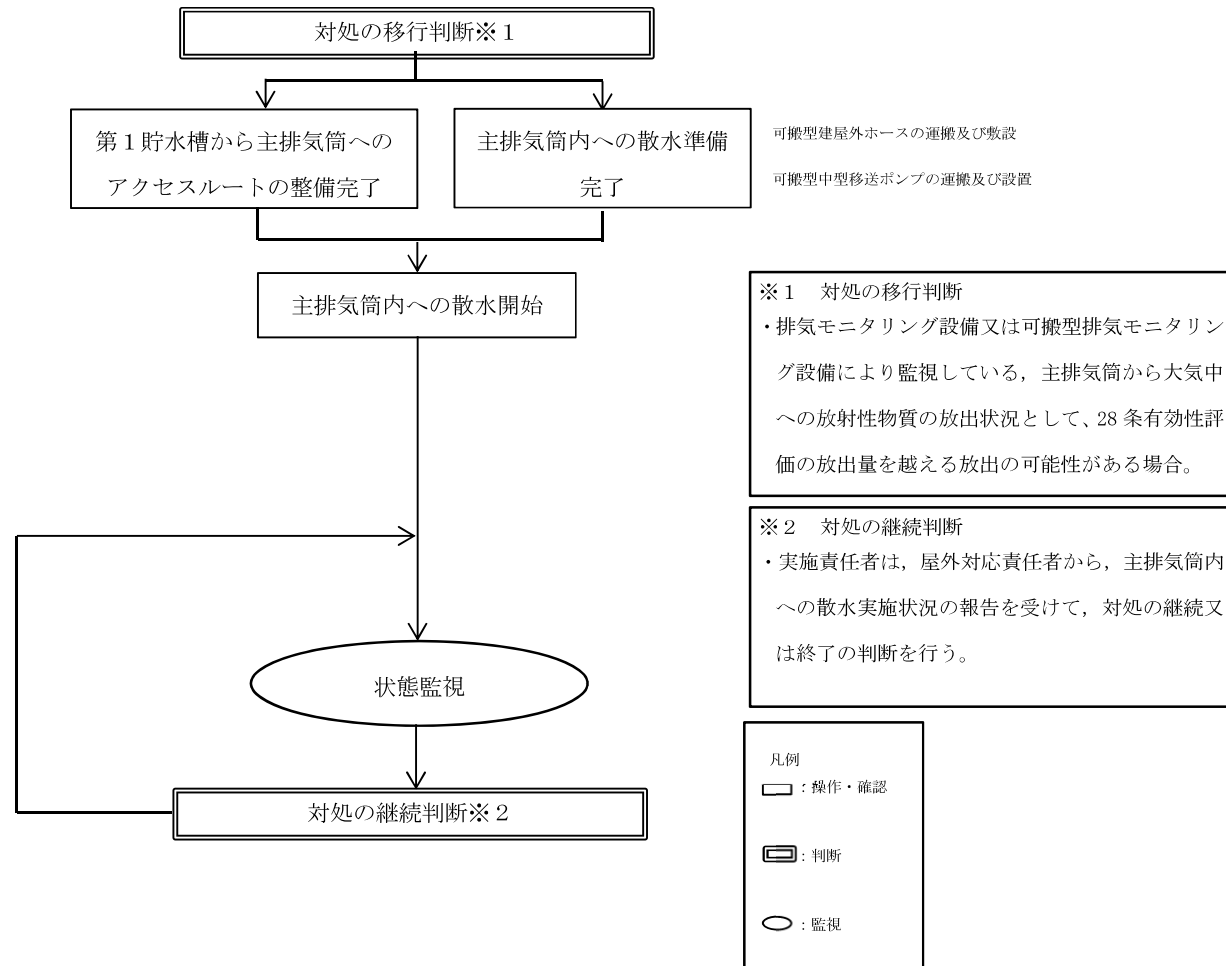 対処の移行判断※１
第１貯水槽から主排気筒への
アクセスルートの整備完了
主排気筒内への散水準備
完了
可搬型建屋外ホースの運搬及び敷設
可搬型中型移送ポンプの運搬及び設置
主排気筒内への散水開始
状態監視
対処の継続判断※２
※１　対処の移行判断
・排気モニタリング設備又は可搬型排気モニタリン
グ設備により監視している，主排気筒から大気中
への放射性物質の放出状況として、28 条有効性評
価の放出量を越える放出の可能性がある場合。
※２　対処の継続判断
・実施責任者は，屋外対応責任者から，主排気筒内
への散水実施状況の報告を受けて，対処の継続又
は終了の判断を行う。
凡例
：操作・確認
：判断
：監視